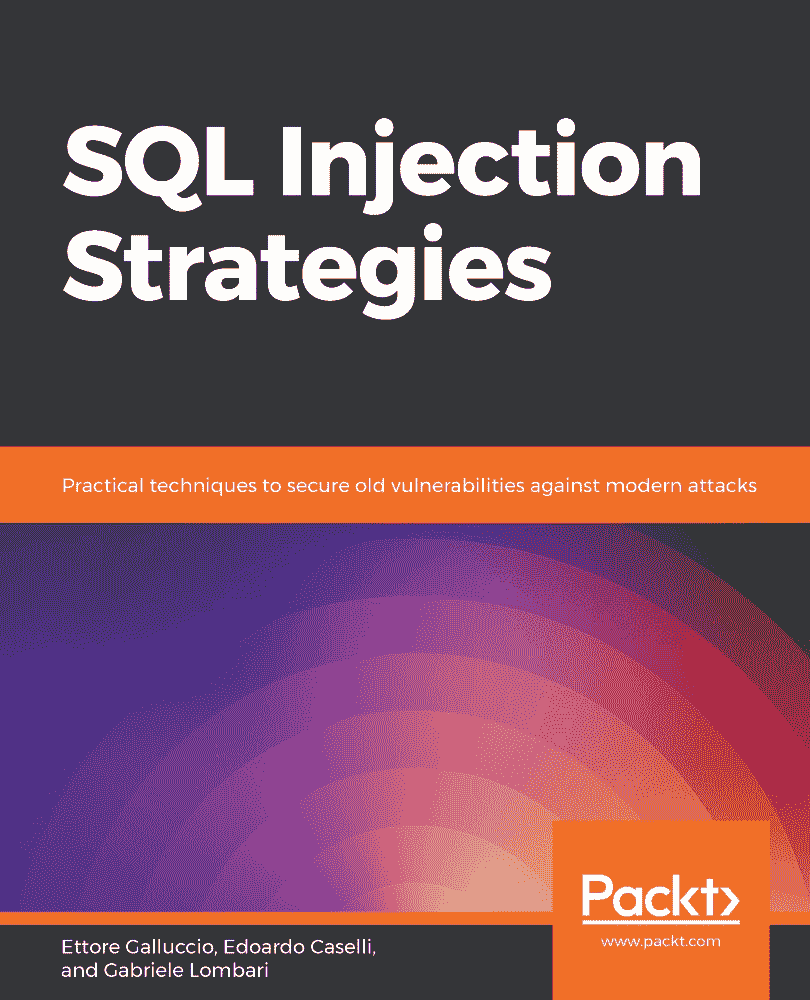 SQL Injection
Strategies
Practical techniques to secure old vulnerabilities against modern attacks
Packt>
www.packt.com
Ettore Galluccio, Edoardo Caselli,
and Gabriele Lombari